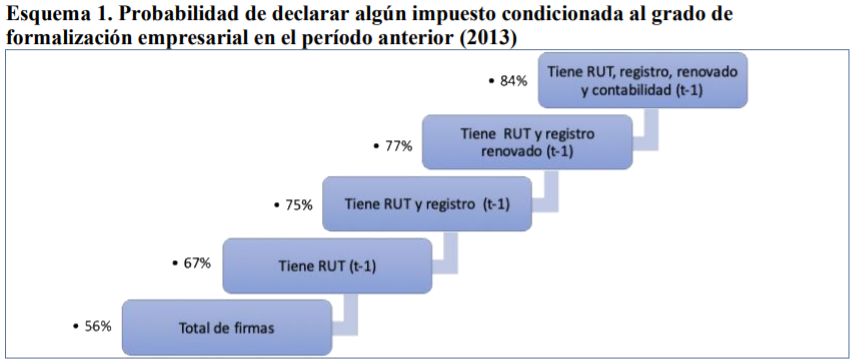 Esquema 1. Probabilidad de declarar algún impuesto condicionada al grado de
formalización empresarial en el período anterior (2013)
• 84%
Tiene RUT, registro, renovado
y contabilidad (t-1)
• 77%
Tiene RUT y registro
renovado (t-1)
• 75%
Tiene RUT y registro (t-1)
• 67%
Tiene RUT (t-1)
• 56%
Total de firmas